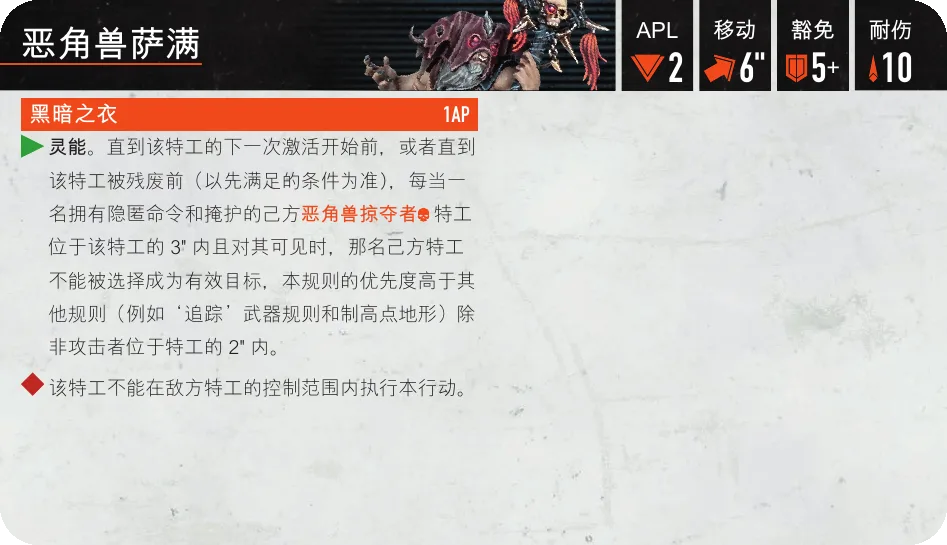 恶角兽萨满
APL 移动 豁免 耐伤
2 6" 5+ 10
黑暗之衣 1AP
灵能。直到该特工的下一次激活开始前，或者直到
该特工被残废前（以先满足的条件为准），每当一
名拥有隐匿命令和掩护的己方恶角兽掠夺者特工
位于该特工的 3" 内且对其可见时，那名己方特工
不能被选择成为有效目标，本规则的优先度高于其
他规则（例如‘追踪’武器规则和制高点地形）除
非攻击者位于特工的 2" 内。
该特工不能在敌方特工的控制范围内执行本行动。